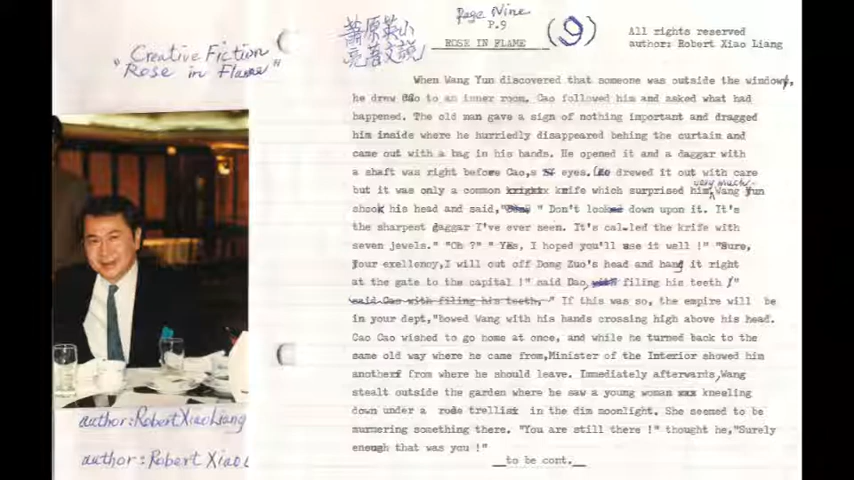 Page Nine
P.9
(9)
蕭原英小
亮著文説
ROSE IN FLAME
All rights reserved
author: Robert Xiao Liang
Creative Fiction
"Rose in Flame"
When Wang Yun discovered that someone was outside the window,
he drew Cao to an inner room. Cao followed him and asked what had
happened. The old man gave a sign of nothing important and dragged
him inside where he hurriedly disappeared behing the curtain and
came out with a bag in his hands. He opened it and a daggar with
a shaft was right before Cao,s eyes. He drewed it out with care
but it was only a common knife which surprised him very much. Wang Yun
shook his head and said," Don't look down upon it. It's
the sharpest daggar I've ever seen. It's cal-led the krife with
seven jevels." "Oh ?" " Yes, I hoped you'll use it well !" "Sure,
Your exellency,I will cut off Dong Zuo's head and hang it right
at the gate to the capital !" said Dao, filing his teeth !"
said Cao with filing his teeth, " If this was so, the empire will be
in your dept,"bowed Wang with his hands crossing high above his head.
Cao Cao wished to go home at once, and while he turned back to the
same old way where he came from,Minister of the Interior showed him
another from where he should leave. Immediately afterwards,Wang
stealt outside the garden where he saw a young woman xxx kneeling
down under a rode trellis in the dim moonlight. She seemed to be
murmering something there. "You are still there !" thought he,"Surely
enough that was you !"
to be cont.
author: Robert Xiao Liang
author: Robert Xiao L